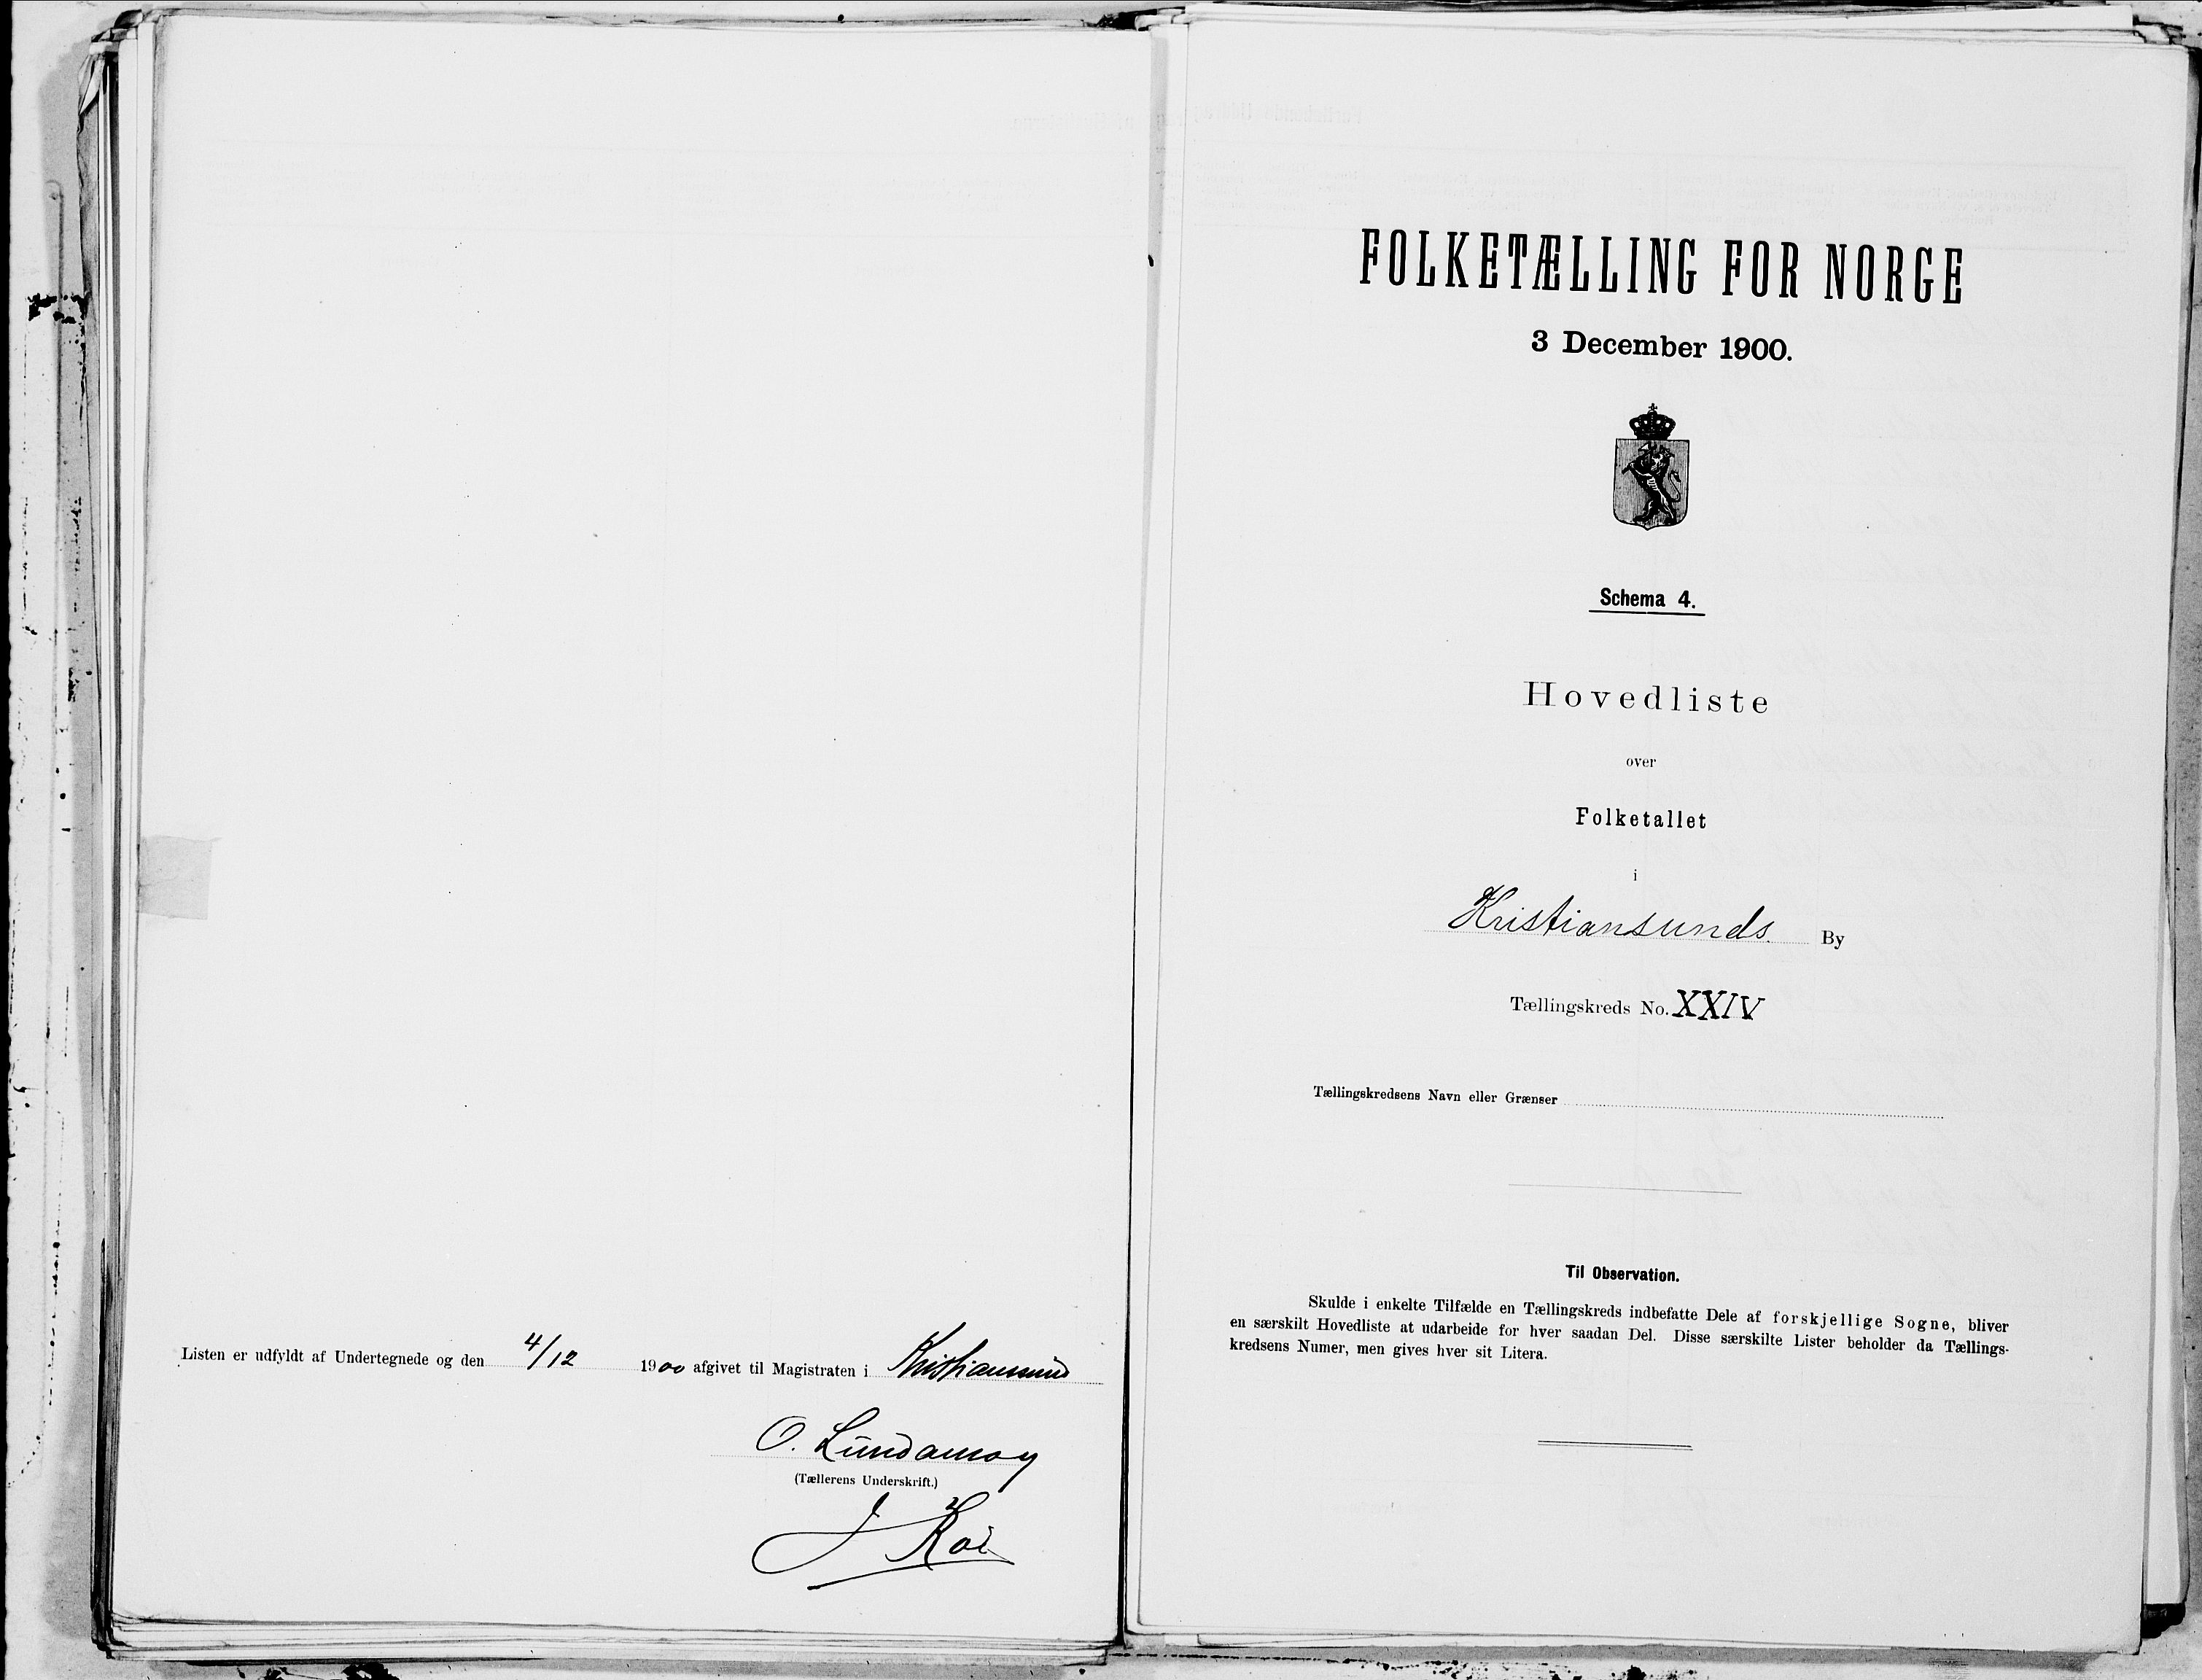 Listen er udfyldt af Undertegnede og den 4/12 1900 afgivet til Magistraten i Kristiansund
O. Lundamoy
(Tællerens Underskrift.)
J Koi
FOLKETÆLLING FOR NORGE
3 December 1900.
Schema 4.
Hovedliste
over
Folketallet
i
Kristiansunds By
Tællingskreds No. XXIV
Tællingskredsens Navn eller Grænser
Til Observation.
Skulde i enkelte Tilfælde en Tællingskreds indbefatte Dele af forskjellige Sogne, bliver
en særskilt Hovedliste at udarbeide for hver saadan Del. Disse særskilte Lister beholder da Tællings-
kredsens Numer, men gives hver sit Litera.